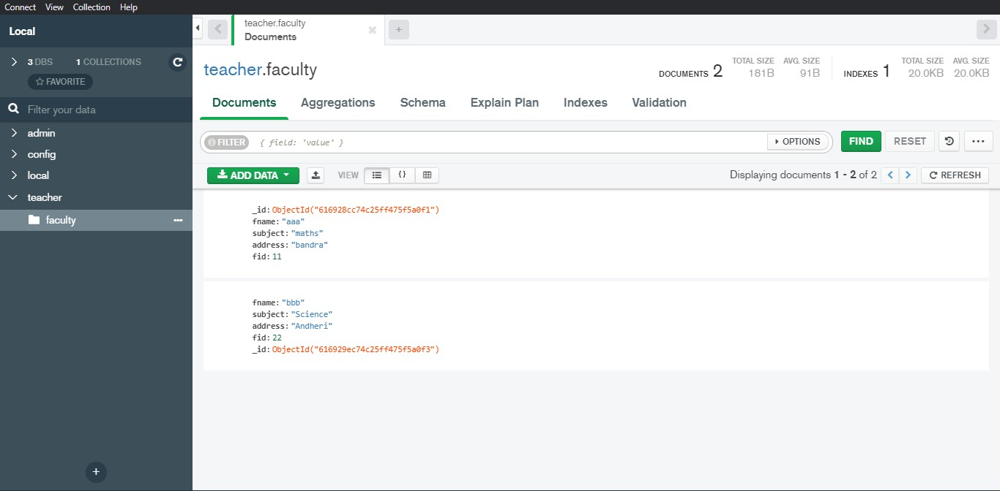 Connect View Collection Help
Local
3 DBS 1 COLLECTIONS
FAVORITE
Filter your data
admin
config
local
teacher
faculty
teacher.faculty
Documents
teacher.faculty
DOCUMENTS 2 TOTAL SIZE 181B AVG. SIZE 91B INDEXES 1 TOTAL SIZE 20.0KB AVG. SIZE 20.0KB
Documents Aggregations Schema Explain Plan Indexes Validation
FILTER { field: 'value' } OPTIONS FIND RESET
ADD DATA VIEW {} Displaying documents 1 - 2 of 2 REFRESH
_id: ObjectId("616928cc74c25ff475f5a0f1")
fname: "aaa"
subject: "maths"
address: "bandra"
fid: 11
fname: "bbb"
subject: "Science"
address: "Andheri"
fid: 22
_id: ObjectId("616929ec74c25ff475f5a0f3")